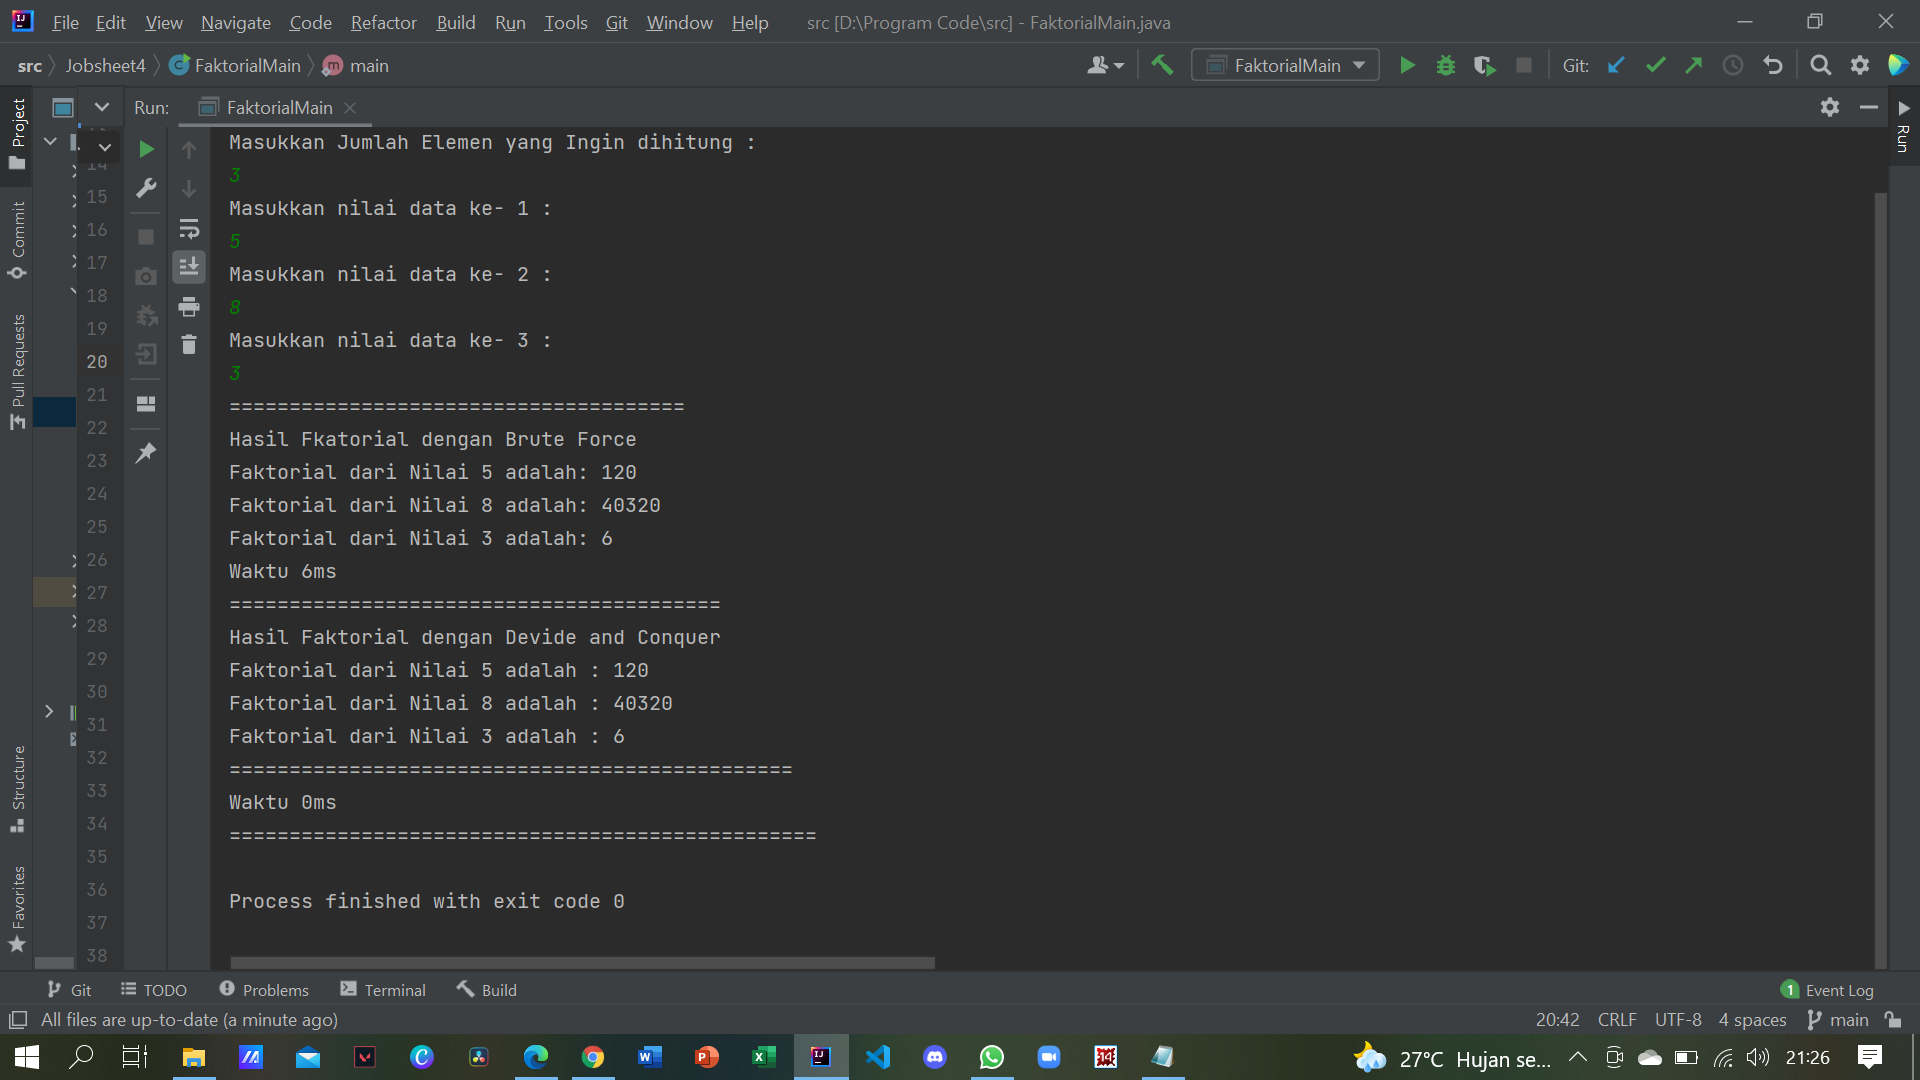 File Edit View Navigate Code Refactor Build Run Tools Git Window Help src [D:\Program Code\src] - FaktorialMain.java
src Jobsheet4 FaktorialMain main FaktorialMain Git:
Project
Commit
Pull Requests
Structure
Favorites
Run: FaktorialMain
Run
14
15
16
17
18
19
20
21
22
23
24
25
26
27
28
29
30
31
32
33
34
35
36
37
38
Masukkan Jumlah Elemen yang Ingin dihitung :
3
Masukkan nilai data ke- 1 :
5
Masukkan nilai data ke- 2 :
8
Masukkan nilai data ke- 3 :
3
======================================
Hasil Fkatorial dengan Brute Force
Faktorial dari Nilai 5 adalah: 120
Faktorial dari Nilai 8 adalah: 40320
Faktorial dari Nilai 3 adalah: 6
Waktu 6ms
=========================================
Hasil Faktorial dengan Devide and Conquer
Faktorial dari Nilai 5 adalah : 120
Faktorial dari Nilai 8 adalah : 40320
Faktorial dari Nilai 3 adalah : 6
===============================================
Waktu 0ms
=================================================
Process finished with exit code 0
Git TODO Problems Terminal Build 1 Event Log
All files are up-to-date (a minute ago) 20:42 CRLF UTF-8 4 spaces main
27°C Hujan se... 21:26